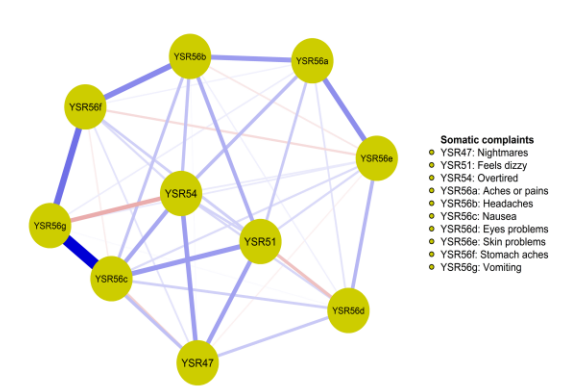 YSR56b
YSR56a
YSR56f
YSR56e
YSR54
YSR56g
YSR51
YSR56c
YSR56d
YSR47
Somatic complaints
YSR47: Nightmares
YSR51: Feels dizzy
YSR54: Overtired
YSR56a: Aches or pains
YSR56b: Headaches
YSR56c: Nausea
YSR56d: Eyes problems
YSR56e: Skin problems
YSR56f: Stomach aches
YSR56g: Vomiting